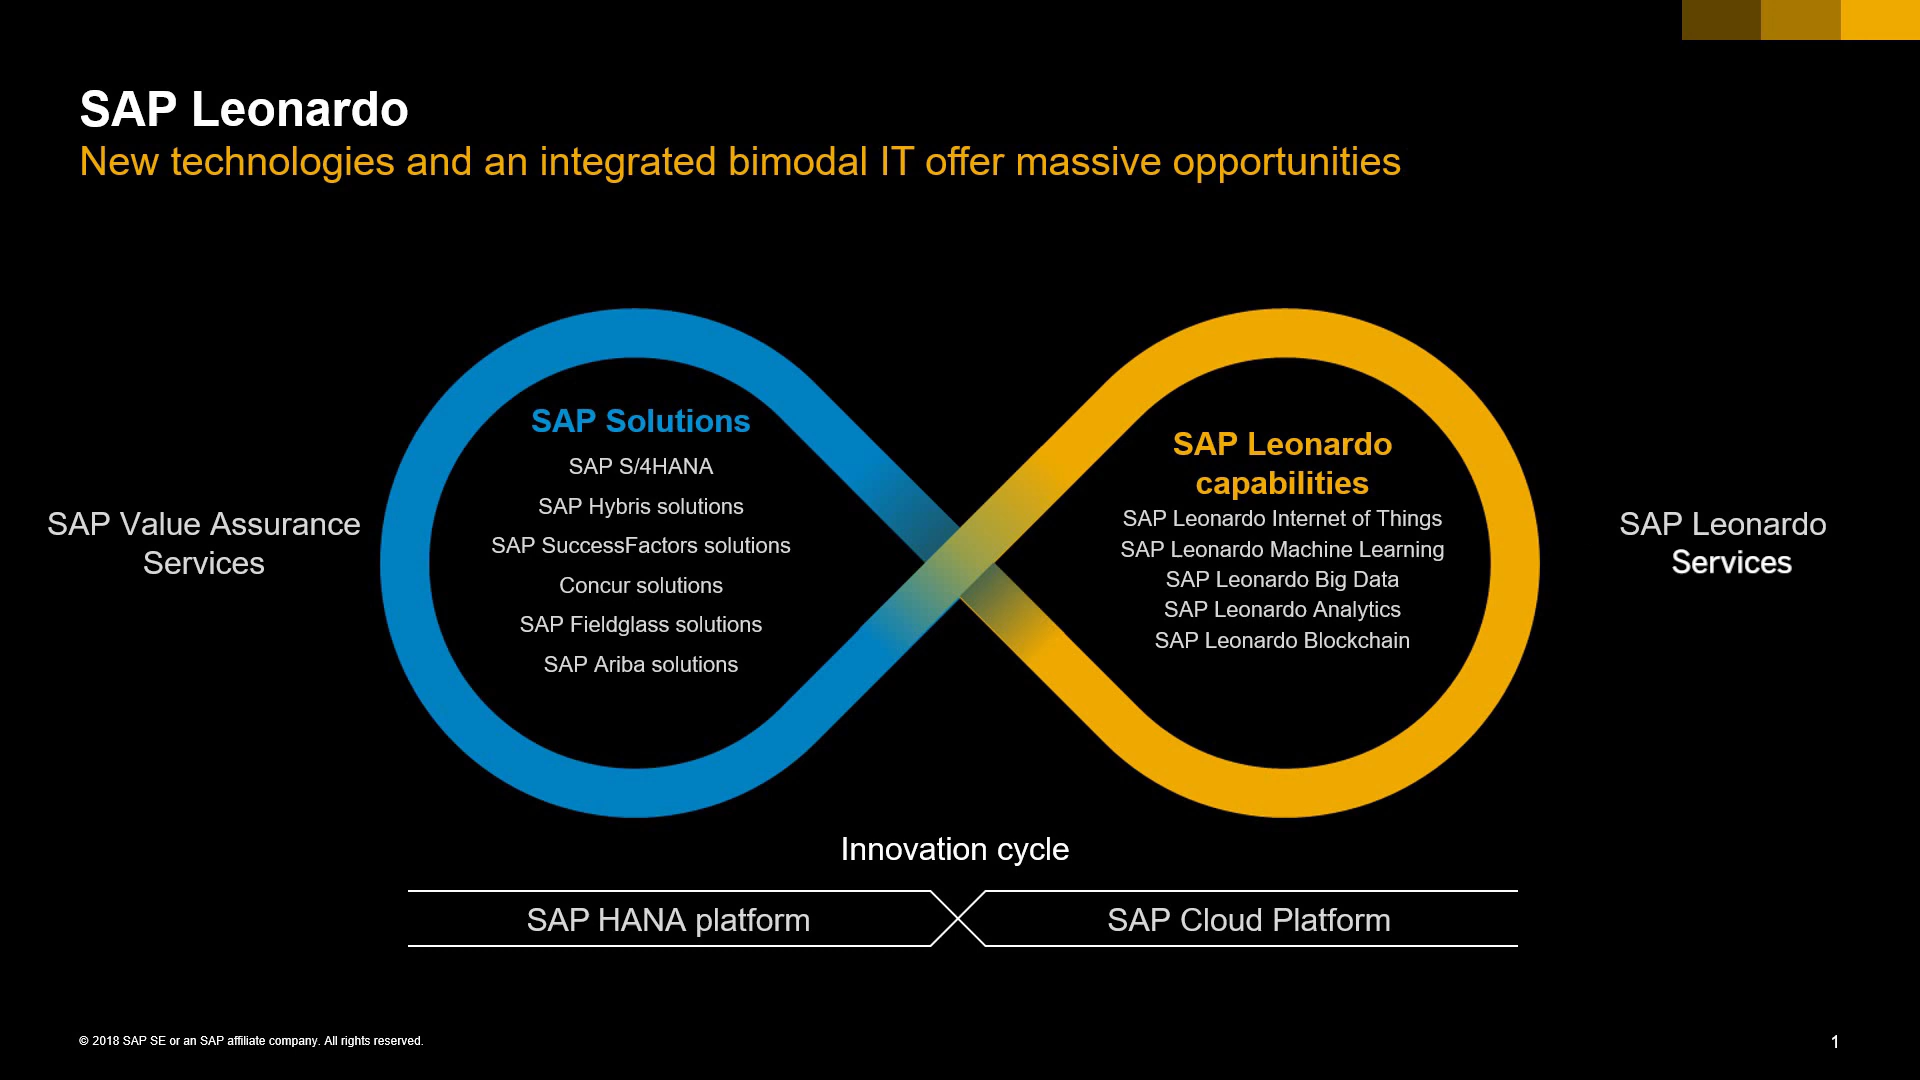 SAP Leonardo
New technologies and an integrated bimodal IT offer massive opportunities
SAP Value Assurance
Services
SAP Solutions
SAP S/4HANA
SAP Hybris solutions
SAP SuccessFactors solutions
Concur solutions
SAP Fieldglass solutions
SAP Ariba solutions
SAP Leonardo
capabilities
SAP Leonardo Internet of Things
SAP Leonardo Machine Learning
SAP Leonardo Big Data
SAP Leonardo Analytics
SAP Leonardo Blockchain
SAP Leonardo
Services
Innovation cycle
SAP HANA platform
SAP Cloud Platform
© 2018 SAP SE or an SAP affiliate company. All rights reserved.
1